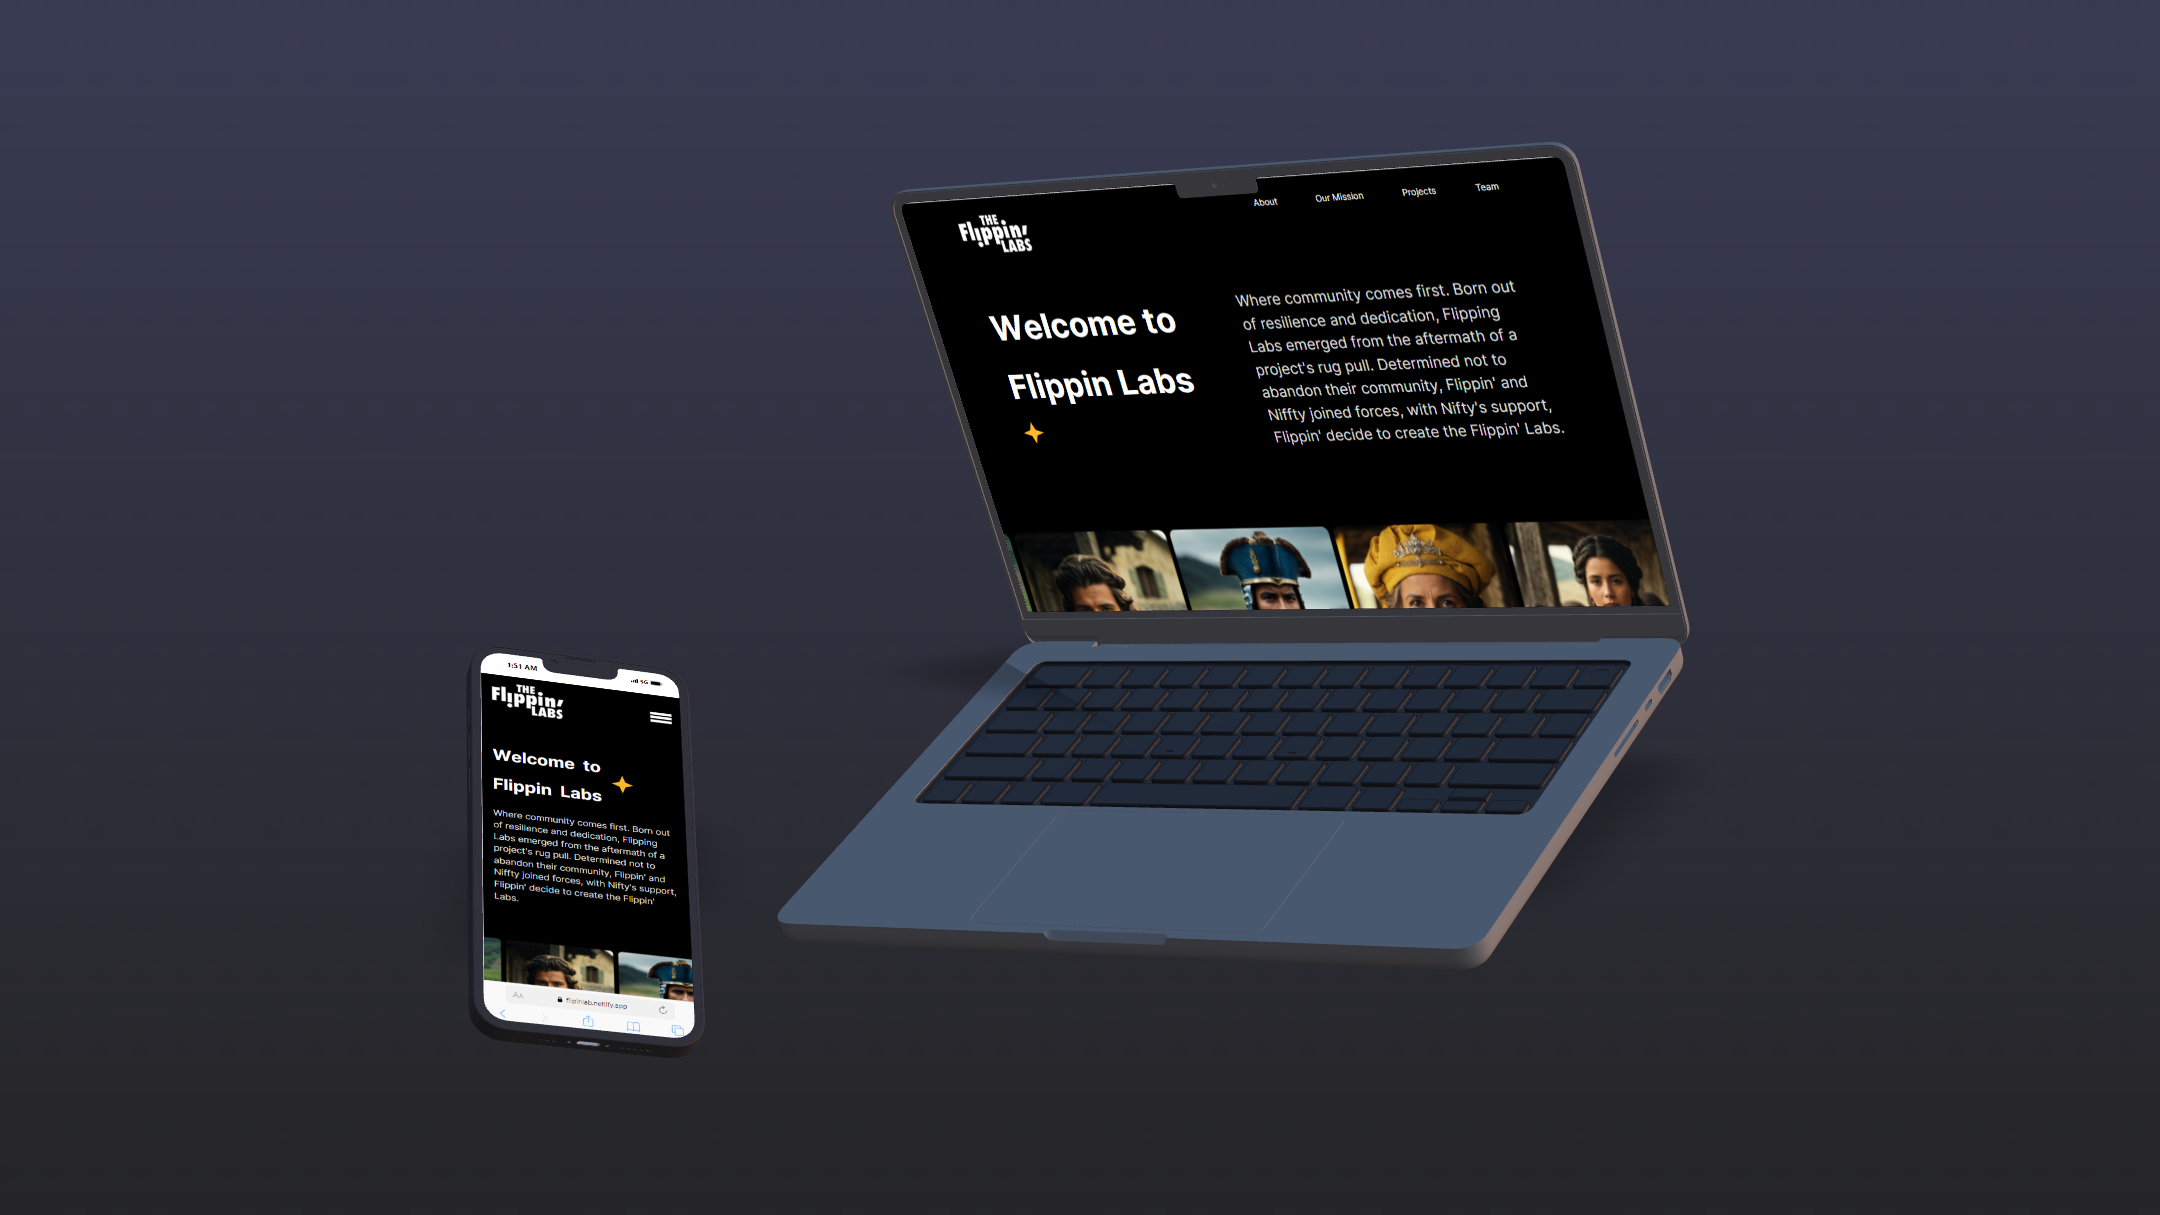 About Our Mission Projects Team
THE
Flippin'
LABS
Welcome to
Flippin Labs
Where community comes first. Born out
of resilience and dedication, Flipping
Labs emerged from the aftermath of a
project's rug pull. Determined not to
abandon their community, Flippin' and
Niffty joined forces, with Nifty's support,
Flippin' decide to create the Flippin' Labs.
1:51 AM
5G
THE
Flippin'
LABS
Welcome to
Flippin Labs
Where community comes first. Born out
of resilience and dedication, Flipping
Labs emerged from the aftermath of a
project's rug pull. Determined not to
abandon their community, Flippin' and
Niffty joined forces, with Nifty's support,
Flippin' decide to create the Flippin'
Labs.
AA flipinlab.netlify.app